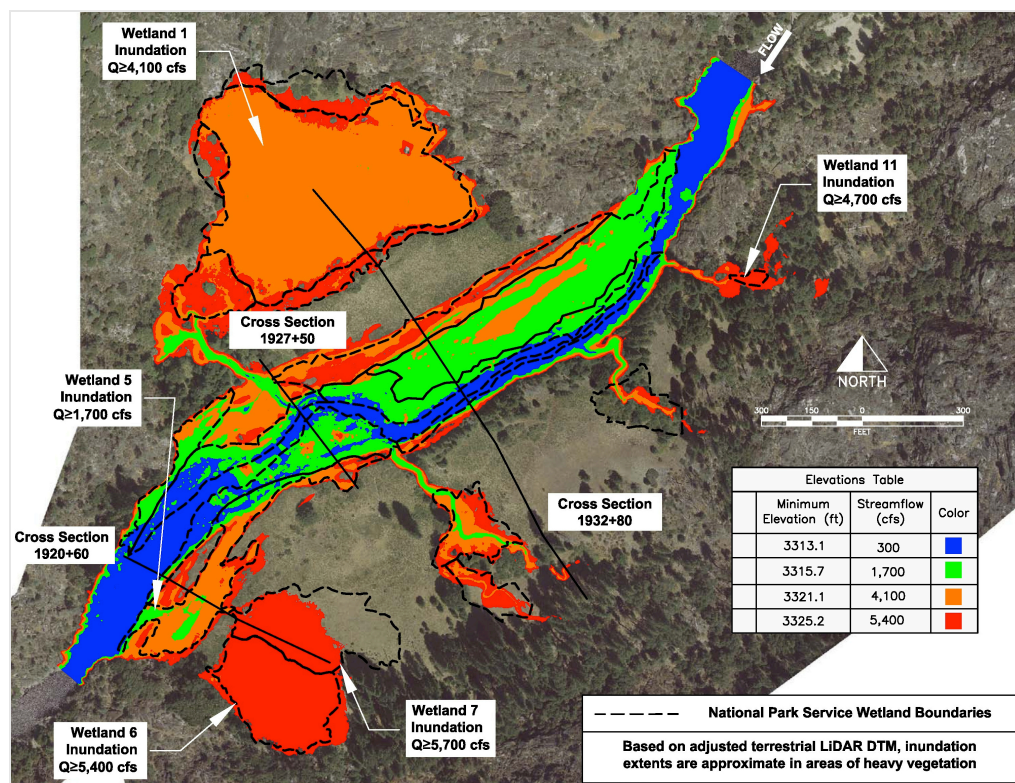 Wetland 1
Inundation
Q≥4,100 cfs
FLOW
Wetland 11
Inundation
Q≥4,700 cfs
Cross Section
1927+50
NORTH
Wetland 5
Inundation
Q≥1,700 cfs
300 150 0 300
FEET
Elevations Table
Minimum Elevation (ft) Streamflow (cfs) Color
3313.1 300
3315.7 1,700
3321.1 4,100
3325.2 5,400
Cross Section
1932+80
Cross Section
1920+60
Wetland 7
Inundation
Q≥5,700 cfs
Wetland 6
Inundation
Q≥5,400 cfs
National Park Service Wetland Boundaries
Based on adjusted terrestrial LiDAR DTM, inundation
extents are approximate in areas of heavy vegetation